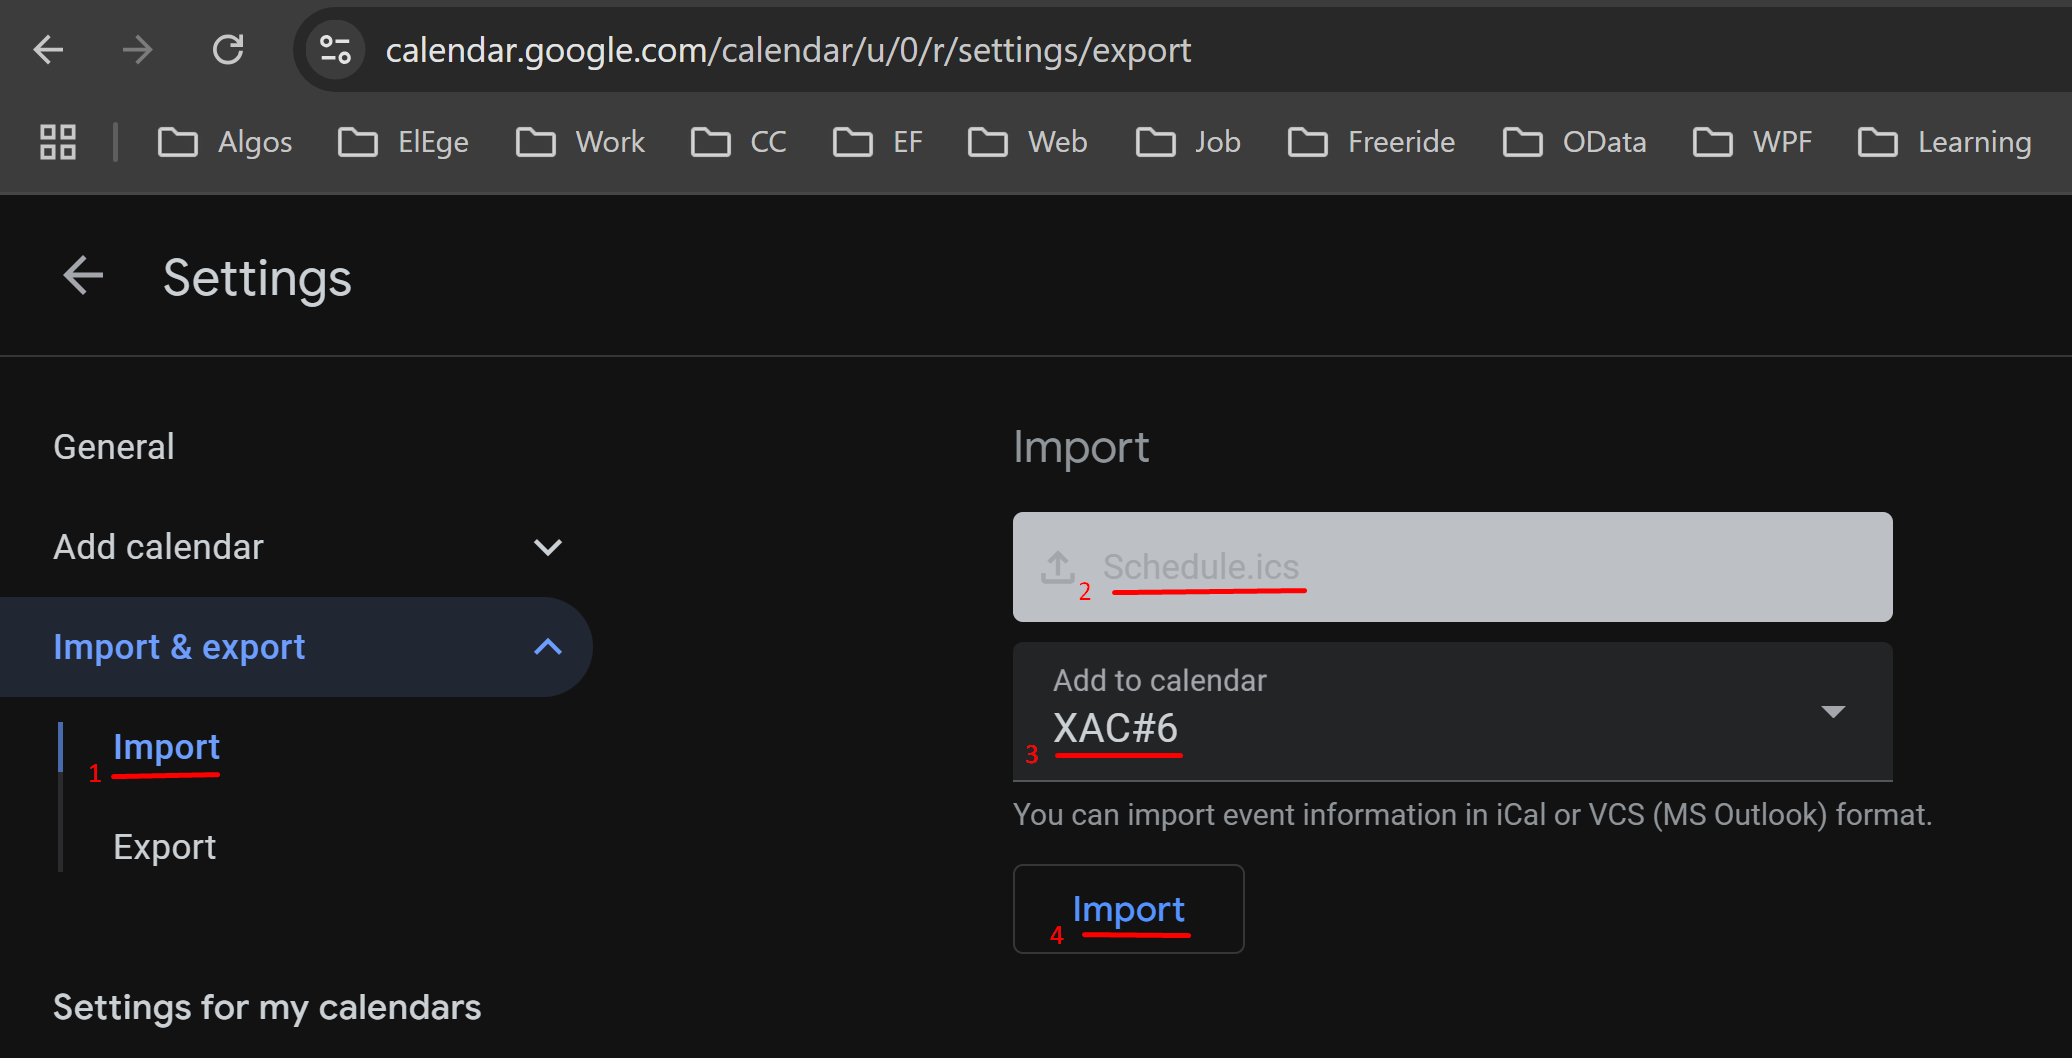 calendar.google.com/calendar/u/0/r/settings/export
Algos ElEge Work CC EF Web Job Freeride OData WPF Learning
Settings
General
Add calendar
Import & export
1 Import
Export
Settings for my calendars
Import
2 Schedule.ics
Add to calendar
3 XAC#6
You can import event information in iCal or VCS (MS Outlook) format.
4 Import